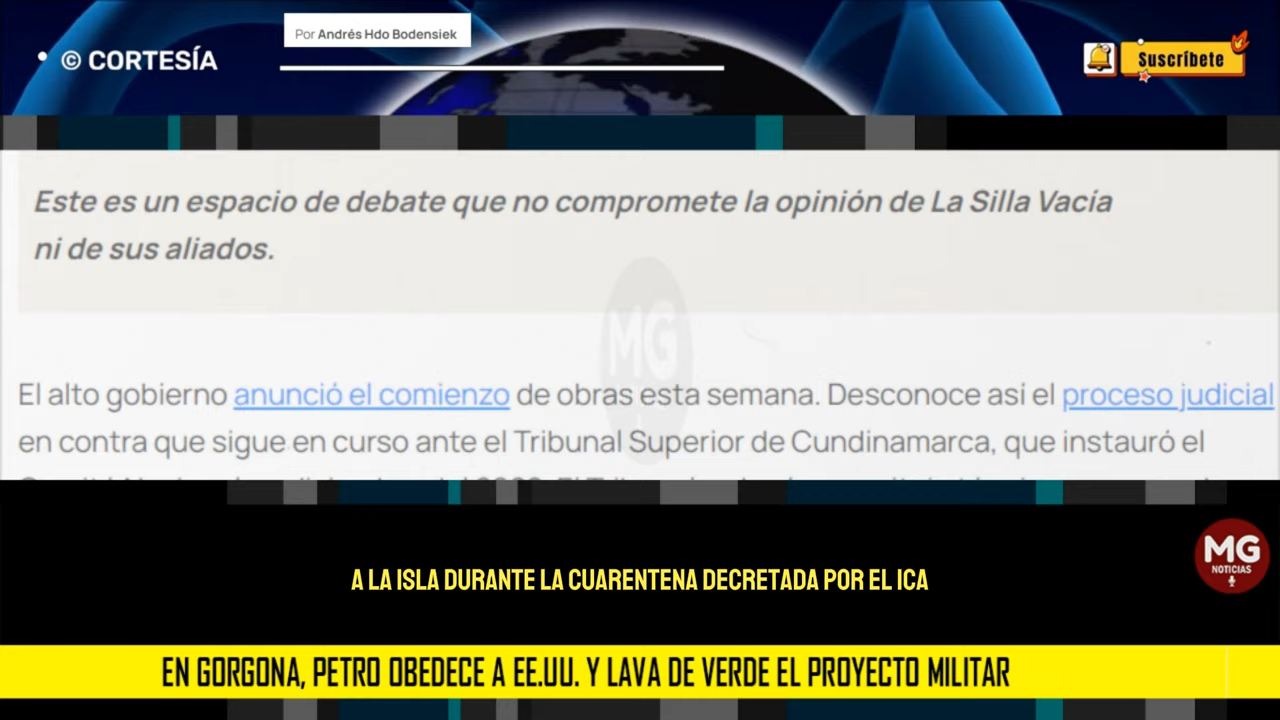 Por Andrés Hdo Bodensiek
© CORTESÍA
Suscríbete
Este es un espacio de debate que no compromete la opinión de La Silla Vacía
ni de sus aliados.
MG
El alto gobierno anunció el comienzo de obras esta semana. Desconoce así el proceso judicial
en contra que sigue en curso ante el Tribunal Superior de Cundinamarca, que instauró el
A LA ISLA DURANTE LA CUARENTENA DECRETADA POR EL ICA
MG
NOTICIAS
EN GORGONA, PETRO OBEDECE A EE.UU. Y LAVA DE VERDE EL PROYECTO MILITAR